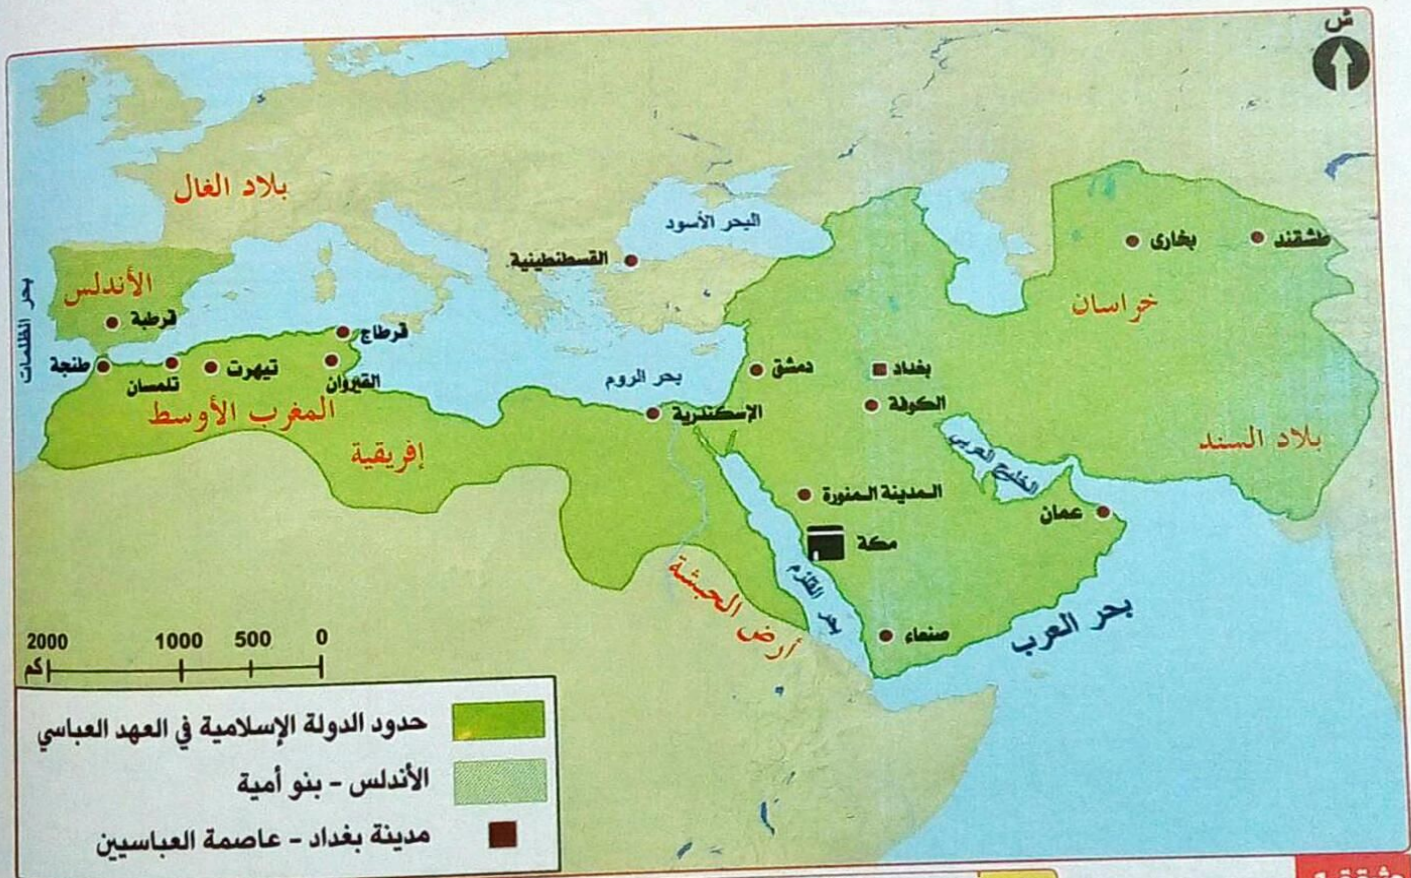 ش
بلاد الغال
البحر الأسود
القسطنطينية
بخارى
طشقند
خراسان
الأندلس
قرطبة
بحر الظلمات
قرطاج
طنجة
تلمسان
تيهرت
القيروان
بحر الروم
دمشق
بغداد
الكوفة
المغرب الأوسط
إفريقية
الإسكندرية
الخليج العربي
بلاد السند
المدينة المنورة
عمان
مكة
أرض الحبشة
بحر القلزم
صنعاء
بحر العرب
2000 1000 500 0
كم
حدود الدولة الإسلامية في العهد العباسي
الأندلس - بنو أمية
مدينة بغداد - عاصمة العباسيين